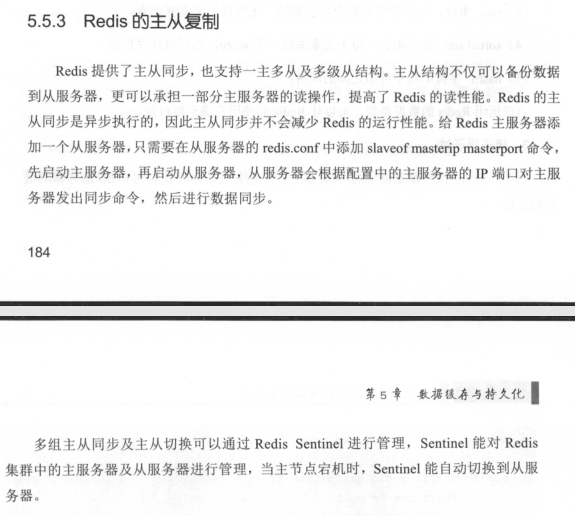 5.5.3 Redis 的主从复制
Redis 提供了主从同步，也支持一主多从及多级从结构。主从结构不仅可以备份数据
到从服务器，更可以承担一部分主服务器的读操作，提高了 Redis 的读性能。Redis 的主
从同步是异步执行的，因此主从同步并不会减少 Redis 的运行性能。给 Redis 主服务器添
加一个从服务器，只需要在从服务器的 redis.conf 中添加 slaveof masterip masterport 命令，
先启动主服务器，再启动从服务器，从服务器会根据配置中的主服务器的 IP 端口对主服
务器发出同步命令，然后进行数据同步。
184
第 5 章 数据缓存与持久化
多组主从同步及主从切换可以通过 Redis Sentinel 进行管理，Sentinel 能对 Redis
集群中的主服务器及从服务器进行管理，当主节点宕机时，Sentinel 能自动切换到从服
务器。